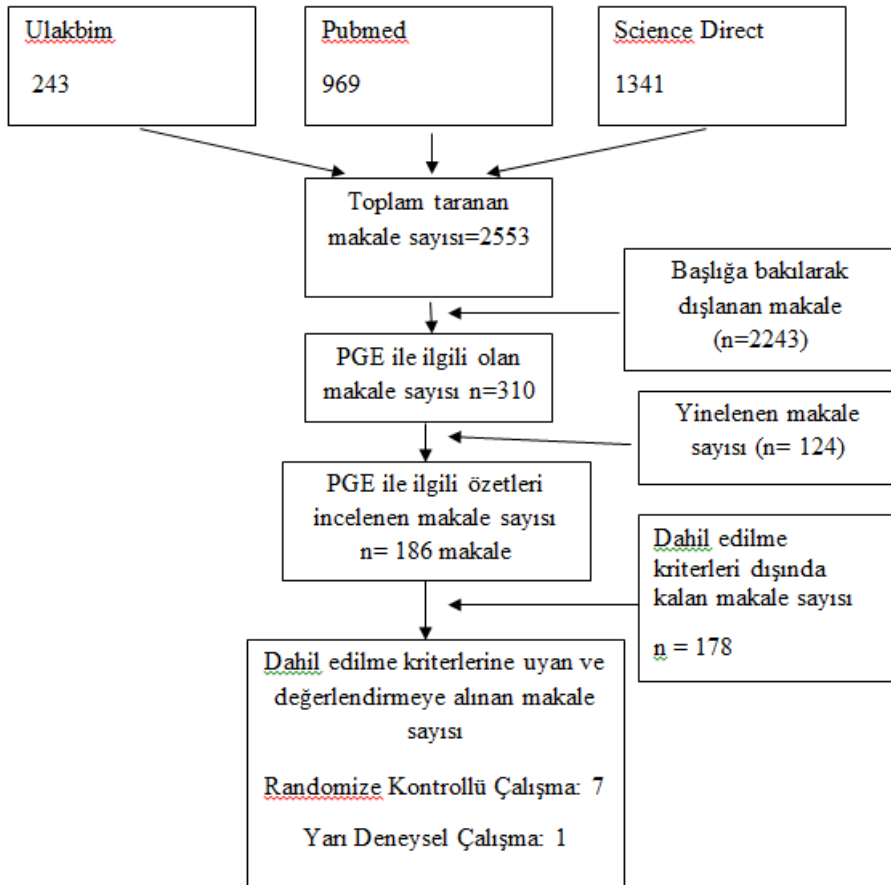 Ulakbim
243
Pubmed
969
Science Direct
1341
Toplam taranan
makale sayısı=2553
Başlığa bakılarak
dışlanan makale
(n=2243)
PGE ile ilgili olan
makale sayısı n=310
Yinelenen makale
sayısı (n= 124)
PGE ile ilgili özetleri
incelenen makale sayısı
n= 186 makale
Dahil edilme
kriterleri dışında
kalan makale sayısı
n = 178
Dahil edilme kriterlerine uyan ve
değerlendirmeye alınan makale
sayısı
Randomize Kontrollü Çalışma: 7
Yarı Deneysel Çalışma: 1